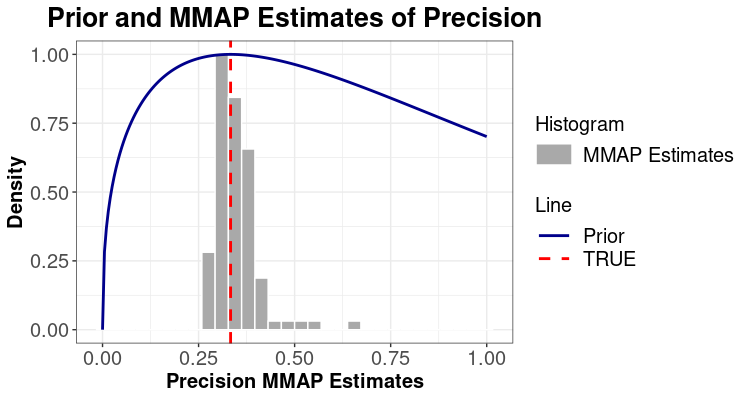 Prior and MMAP Estimates of Precision
Density
1.00
0.75
0.50
0.25
0.00
0.00 0.25 0.50 0.75 1.00
Precision MMAP Estimates
Histogram
MMAP Estimates
Line
Prior
TRUE